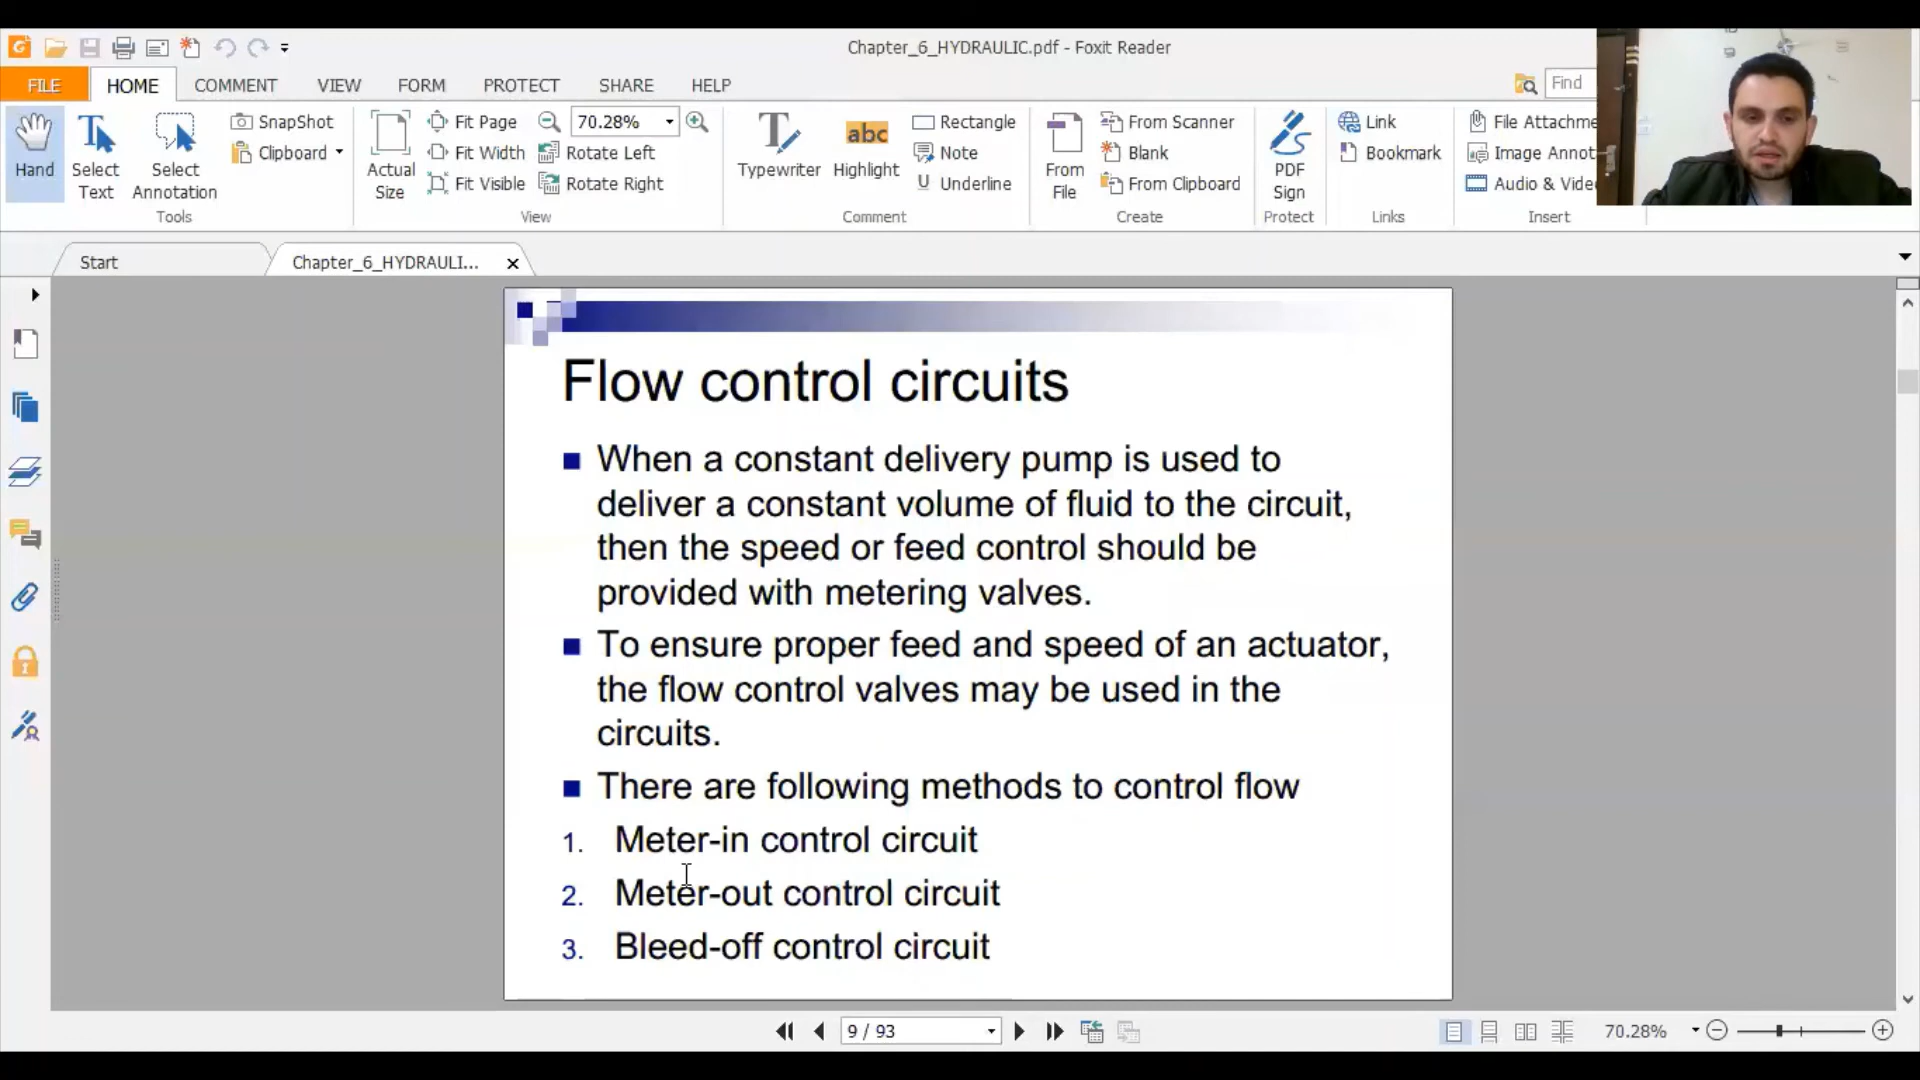 Chapter_6_HYDRAULIC.pdf - Foxit Reader
FILE HOME COMMENT VIEW FORM PROTECT SHARE HELP
Find
Hand
Select Text
Select Annotation
SnapShot
Clipboard
Tools
Actual Size
Fit Page
Fit Width
Fit Visible
70.28%
Rotate Left
Rotate Right
View
Typewriter
abc
Highlight
Rectangle
Note
Underline
Comment
From File
From Scanner
Blank
From Clipboard
Create
PDF Sign
Protect
Link
Bookmark
Links
File Attachme
Image Annot
Audio & Vide
Insert
Start
Chapter_6_HYDRAULI...
Flow control circuits
When a constant delivery pump is used to
deliver a constant volume of fluid to the circuit,
then the speed or feed control should be
provided with metering valves.
To ensure proper feed and speed of an actuator,
the flow control valves may be used in the
circuits.
There are following methods to control flow
1. Meter-in control circuit
2. Meter-out control circuit
3. Bleed-off control circuit
9 / 93
70.28%